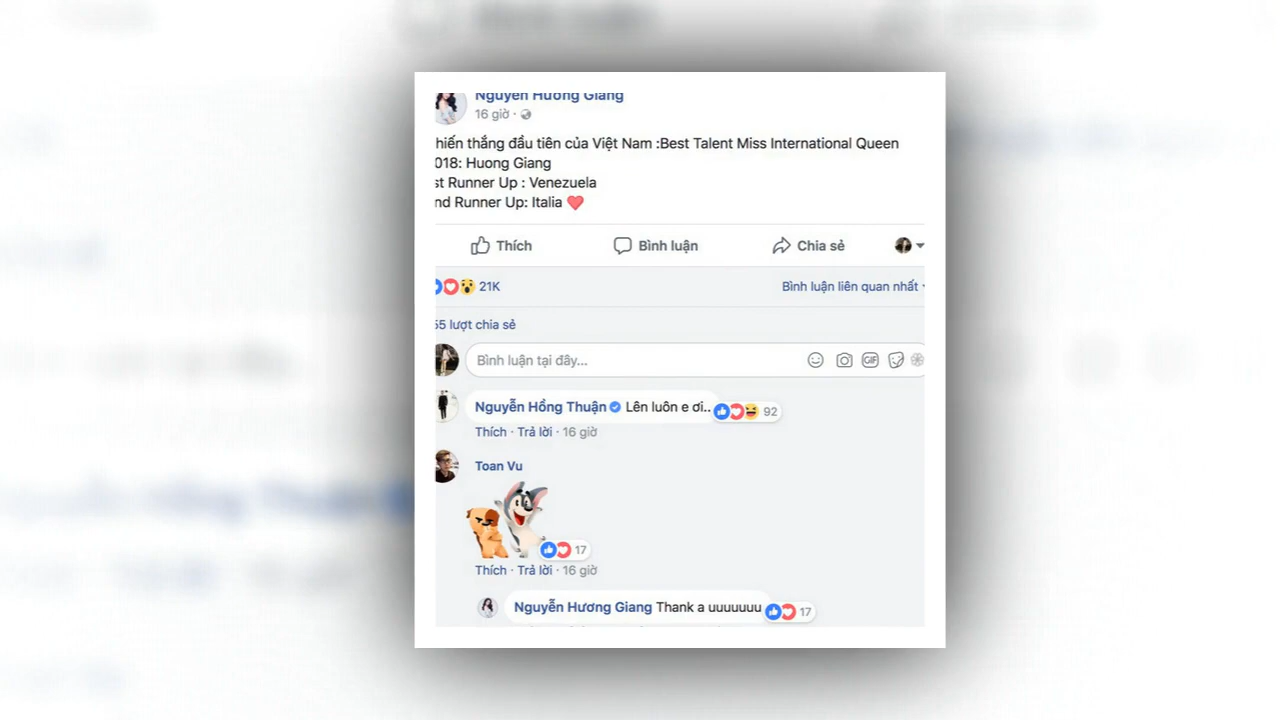 Nguyễn Hương Giang
16 giờ ·
hiến thắng đầu tiên của Việt Nam :Best Talent Miss International Queen
018: Huong Giang
st Runner Up : Venezuela
nd Runner Up: Italia ❤️
Thích Bình luận Chia sẻ
21K Bình luận liên quan nhất
55 lượt chia sẻ
Bình luận tại đây... GIF
Nguyễn Hồng Thuận Lên luôn e ơi.. 92
Thích · Trả lời · 16 giờ
Toan Vu
17
Thích · Trả lời · 16 giờ
Nguyễn Hương Giang Thank a uuuuuuu 17